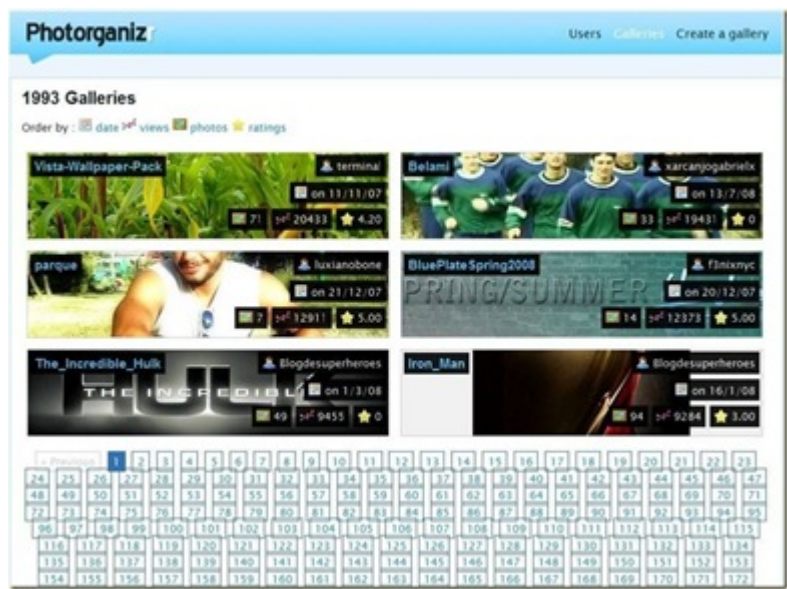 Photorganizr
Users Galleries Create a gallery
1993 Galleries
Order by : date views photos ratings
Vista-Wallpaper-Pack terminal
on 11/11/07
71 20433 4.20
Belami xarcanjogabrielx
on 13/7/08
33 19431 0
parque luxianobone
on 21/12/07
7 12911 5.00
BluePlateSpring2008 f3nixnyc
PRING/SUMMER on 20/12/07
14 12373 5.00
The_Incredible_Hulk Blogdesuperheroes
THE INCREDIBL on 1/3/08
HULK
49 9455 0
Iron_Man Blogdesuperheroes
on 16/1/08
94 9284 3.00
« Previous 1 2 3 4 5 6 7 8 9 10 11 12 13 14 15 16 17 18 19 20 21 22 23
24 25 26 27 28 29 30 31 32 33 34 35 36 37 38 39 40 41 42 43 44 45 46 47
48 49 50 51 52 53 54 55 56 57 58 59 60 61 62 63 64 65 66 67 68 69 70 71
72 73 74 75 76 77 78 79 80 81 82 83 84 85 86 87 88 89 90 91 92 93 94 95
96 97 98 99 100 101 102 103 104 105 106 107 108 109 110 111 112 113 114 115
116 117 118 119 120 121 122 123 124 125 126 127 128 129 130 131 132 133 134
135 136 137 138 139 140 141 142 143 144 145 146 147 148 149 150 151 152 153
154 155 156 157 158 159 160 161 162 163 164 165 166 167 168 169 170 171 172